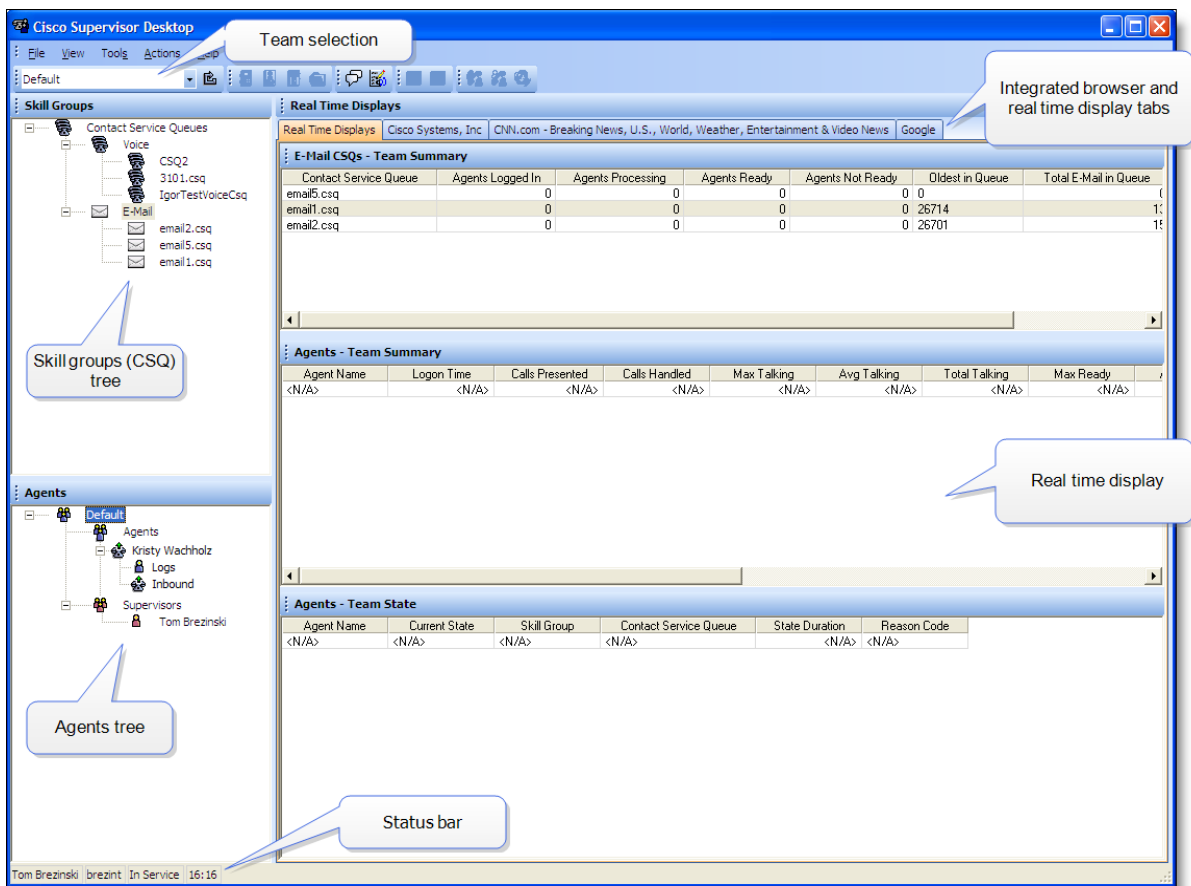 Cisco Supervisor Desktop
Team selection
File View Tools Actions Help
Default
Integrated browser and
real time display tabs
Skill Groups
Contact Service Queues
Voice
CSQ2
3101.csq
IgorTestVoiceCsq
E-Mail
email2.csq
email5.csq
email1.csq
Skill groups (CSQ)
tree
Real Time Displays
Real Time Displays Cisco Systems, Inc CNN.com - Breaking News, U.S., World, Weather, Entertainment & Video News Google
E-Mail CSQs - Team Summary
Contact Service Queue Agents Logged In Agents Processing Agents Ready Agents Not Ready Oldest in Queue Total E-Mail in Queue
email5.csq 0 0 0 0 0
email1.csq 0 0 0 0 26714
email2.csq 0 0 0 0 26701
Agents - Team Summary
Agent Name Logon Time Calls Presented Calls Handled Max Talking Avg Talking Total Talking Max Ready
<N/A> <N/A> <N/A> <N/A> <N/A> <N/A> <N/A> <N/A>
Real time display
Agents
Default
Agents
Kristy Wachholz
Logs
Inbound
Supervisors
Tom Brezinski
Agents tree
Agents - Team State
Agent Name Current State Skill Group Contact Service Queue State Duration Reason Code
<N/A> <N/A> <N/A> <N/A> <N/A> <N/A>
Status bar
Tom Brezinski brezint In Service 16:16